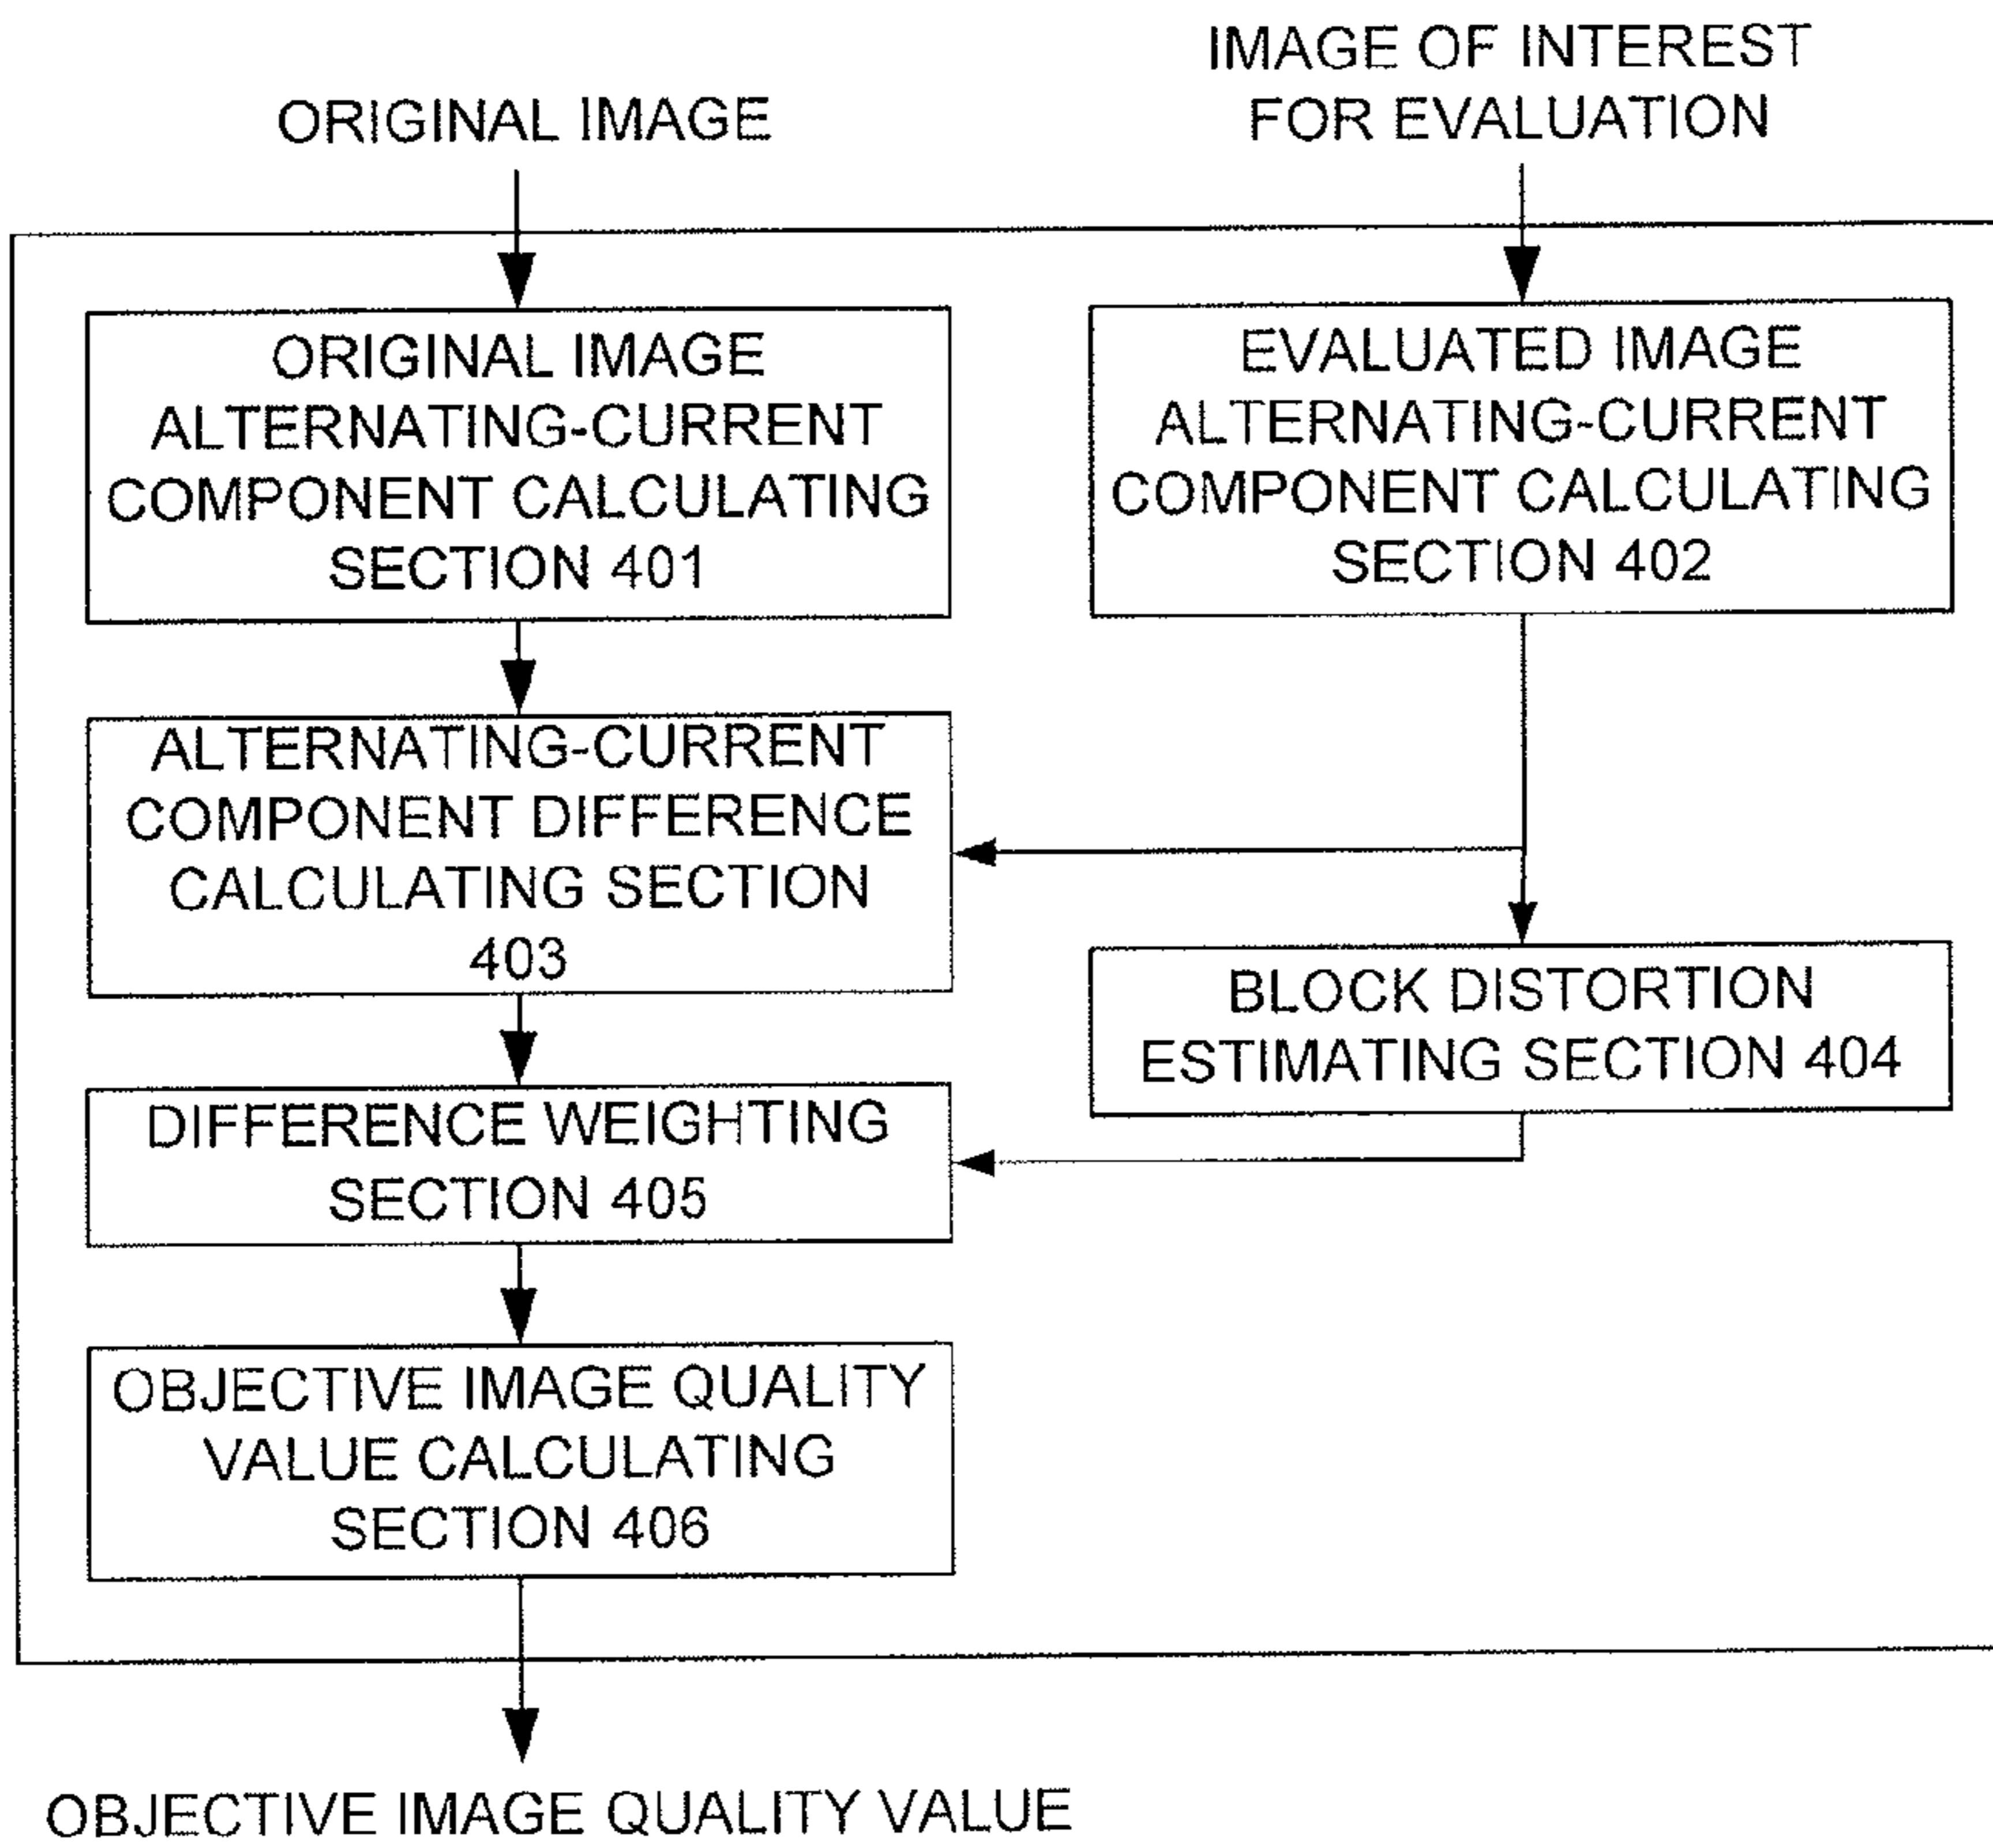 ORIGINAL IMAGE
IMAGE OF INTEREST
FOR EVALUATION
ORIGINAL IMAGE
ALTERNATING-CURRENT
COMPONENT CALCULATING
SECTION 401
EVALUATED IMAGE
ALTERNATING-CURRENT
COMPONENT CALCULATING
SECTION 402
ALTERNATING-CURRENT
COMPONENT DIFFERENCE
CALCULATING SECTION
403
BLOCK DISTORTION
ESTIMATING SECTION 404
DIFFERENCE WEIGHTING
SECTION 405
OBJECTIVE IMAGE QUALITY
VALUE CALCULATING
SECTION 406
OBJECTIVE IMAGE QUALITY VALUE